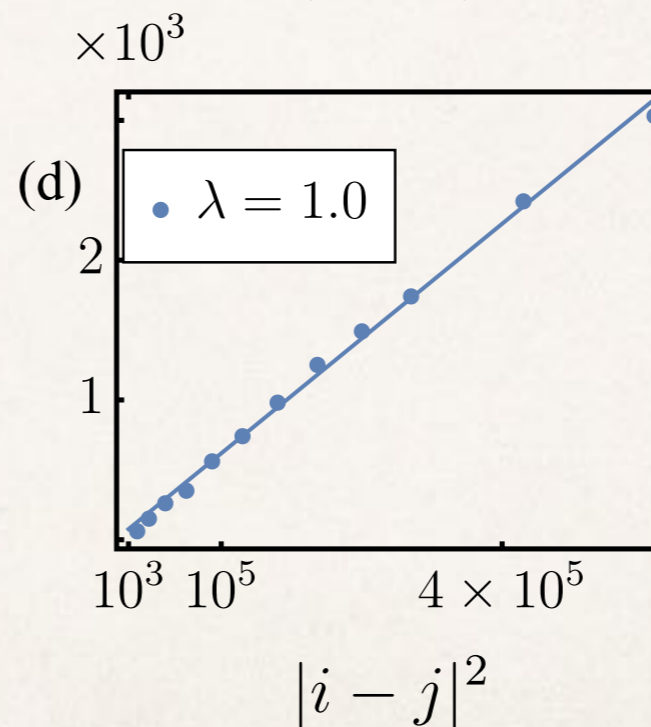 ×10³
(d)
λ = 1.0
2
1
10³ 10⁵ 4 × 10⁵
|i − j|²